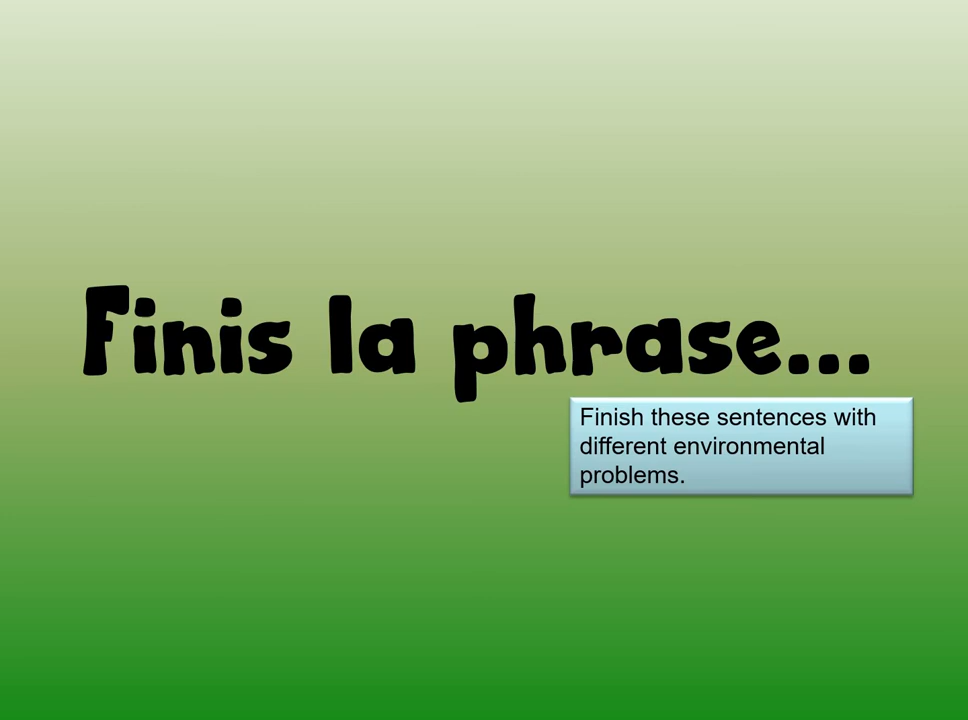 Finis la phrase...
Finish these sentences with
different environmental
problems.